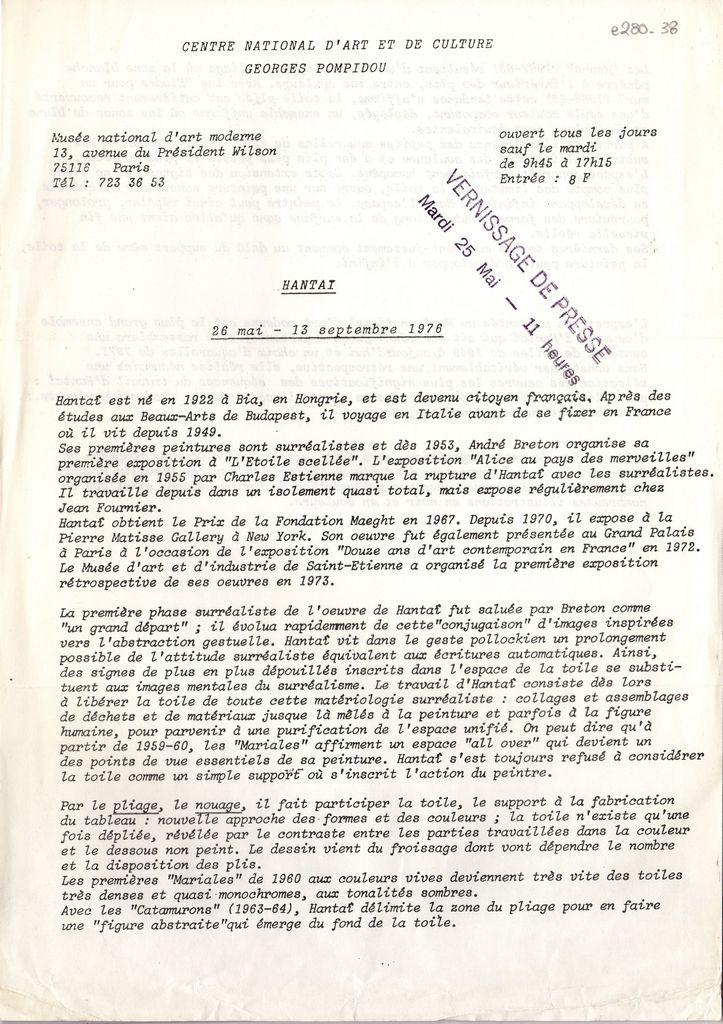 e280-38
CENTRE NATIONAL D'ART ET DE CULTURE
GEORGES POMPIDOU
Musée national d'art moderne
13, avenue du Président Wilson
75116 Paris
Tél : 723 36 53
ouvert tous les jours
sauf le mardi
de 9h45 à 17h15
Entrée : 8 F
VERNISSAGE DE PRESSE
Mardi 25 Mai — 11 heures
HANTAI
26 mai - 13 septembre 1976
Hantaï est né en 1922 à Bia, en Hongrie, et est devenu citoyen français. Après des
études aux Beaux-Arts de Budapest, il voyage en Italie avant de se fixer en France
où il vit depuis 1949.
Ses premières peintures sont surréalistes et dès 1953, André Breton organise sa
première exposition à "L'Etoile scellée". L'exposition "Alice au pays des merveilles"
organisée en 1955 par Charles Estienne marque la rupture d'Hantaï avec les surréalistes.
Il travaille depuis dans un isolement quasi total, mais expose régulièrement chez
Jean Fournier.
Hantaï obtient le Prix de la Fondation Maeght en 1967. Depuis 1970, il expose à la
Pierre Matisse Gallery à New York. Son oeuvre fut également présentée au Grand Palais
à Paris à l'occasion de l'exposition "Douze ans d'art contemporain en France" en 1972.
Le Musée d'art et d'industrie de Saint-Etienne a organisé la première exposition
rétrospective de ses oeuvres en 1973.
La première phase surréaliste de l'oeuvre de Hantaï fut saluée par Breton comme
"un grand départ" ; il évolua rapidemment de cette"conjugaison" d'images inspirées
vers l'abstraction gestuelle. Hantaï vit dans le geste pollockien un prolongement
possible de l'attitude surréaliste équivalent aux écritures automatiques. Ainsi,
des signes de plus en plus dépouillés inscrits dans l'espace de la toile se substi-
tuent aux images mentales du surréalisme. Le travail d'Hantaï consiste dès lors
à libérer la toile de toute cette matériologie surréaliste : collages et assemblages
de déchets et de matériaux jusque là mêlés à la peinture et parfois à la figure
humaine, pour parvenir à une purification de l'espace unifié. On peut dire qu'à
partir de 1959-60, les "Mariales" affirment un espace "all over" qui devient un
des points de vue essentiels de sa peinture. Hantaï s'est toujours refusé à considérer
la toile comme un simple support où s'inscrit l'action du peintre.
Par le pliage, le nouage, il fait participer la toile, le support à la fabrication
du tableau : nouvelle approche des formes et des couleurs ; la toile n'existe qu'une
fois dépliée, révélée par le contraste entre les parties travaillées dans la couleur
et le dessous non peint. Le dessin vient du froissage dont vont dépendre le nombre
et la disposition des plis.
Les premières "Mariales" de 1960 aux couleurs vives deviennent très vite des toiles
très denses et quasi monochromes, aux tonalités sombres.
Avec les "Catamurons" (1963-64), Hantaï délimite la zone du pliage pour en faire
une "figure abstraite"qui émerge du fond de la toile.